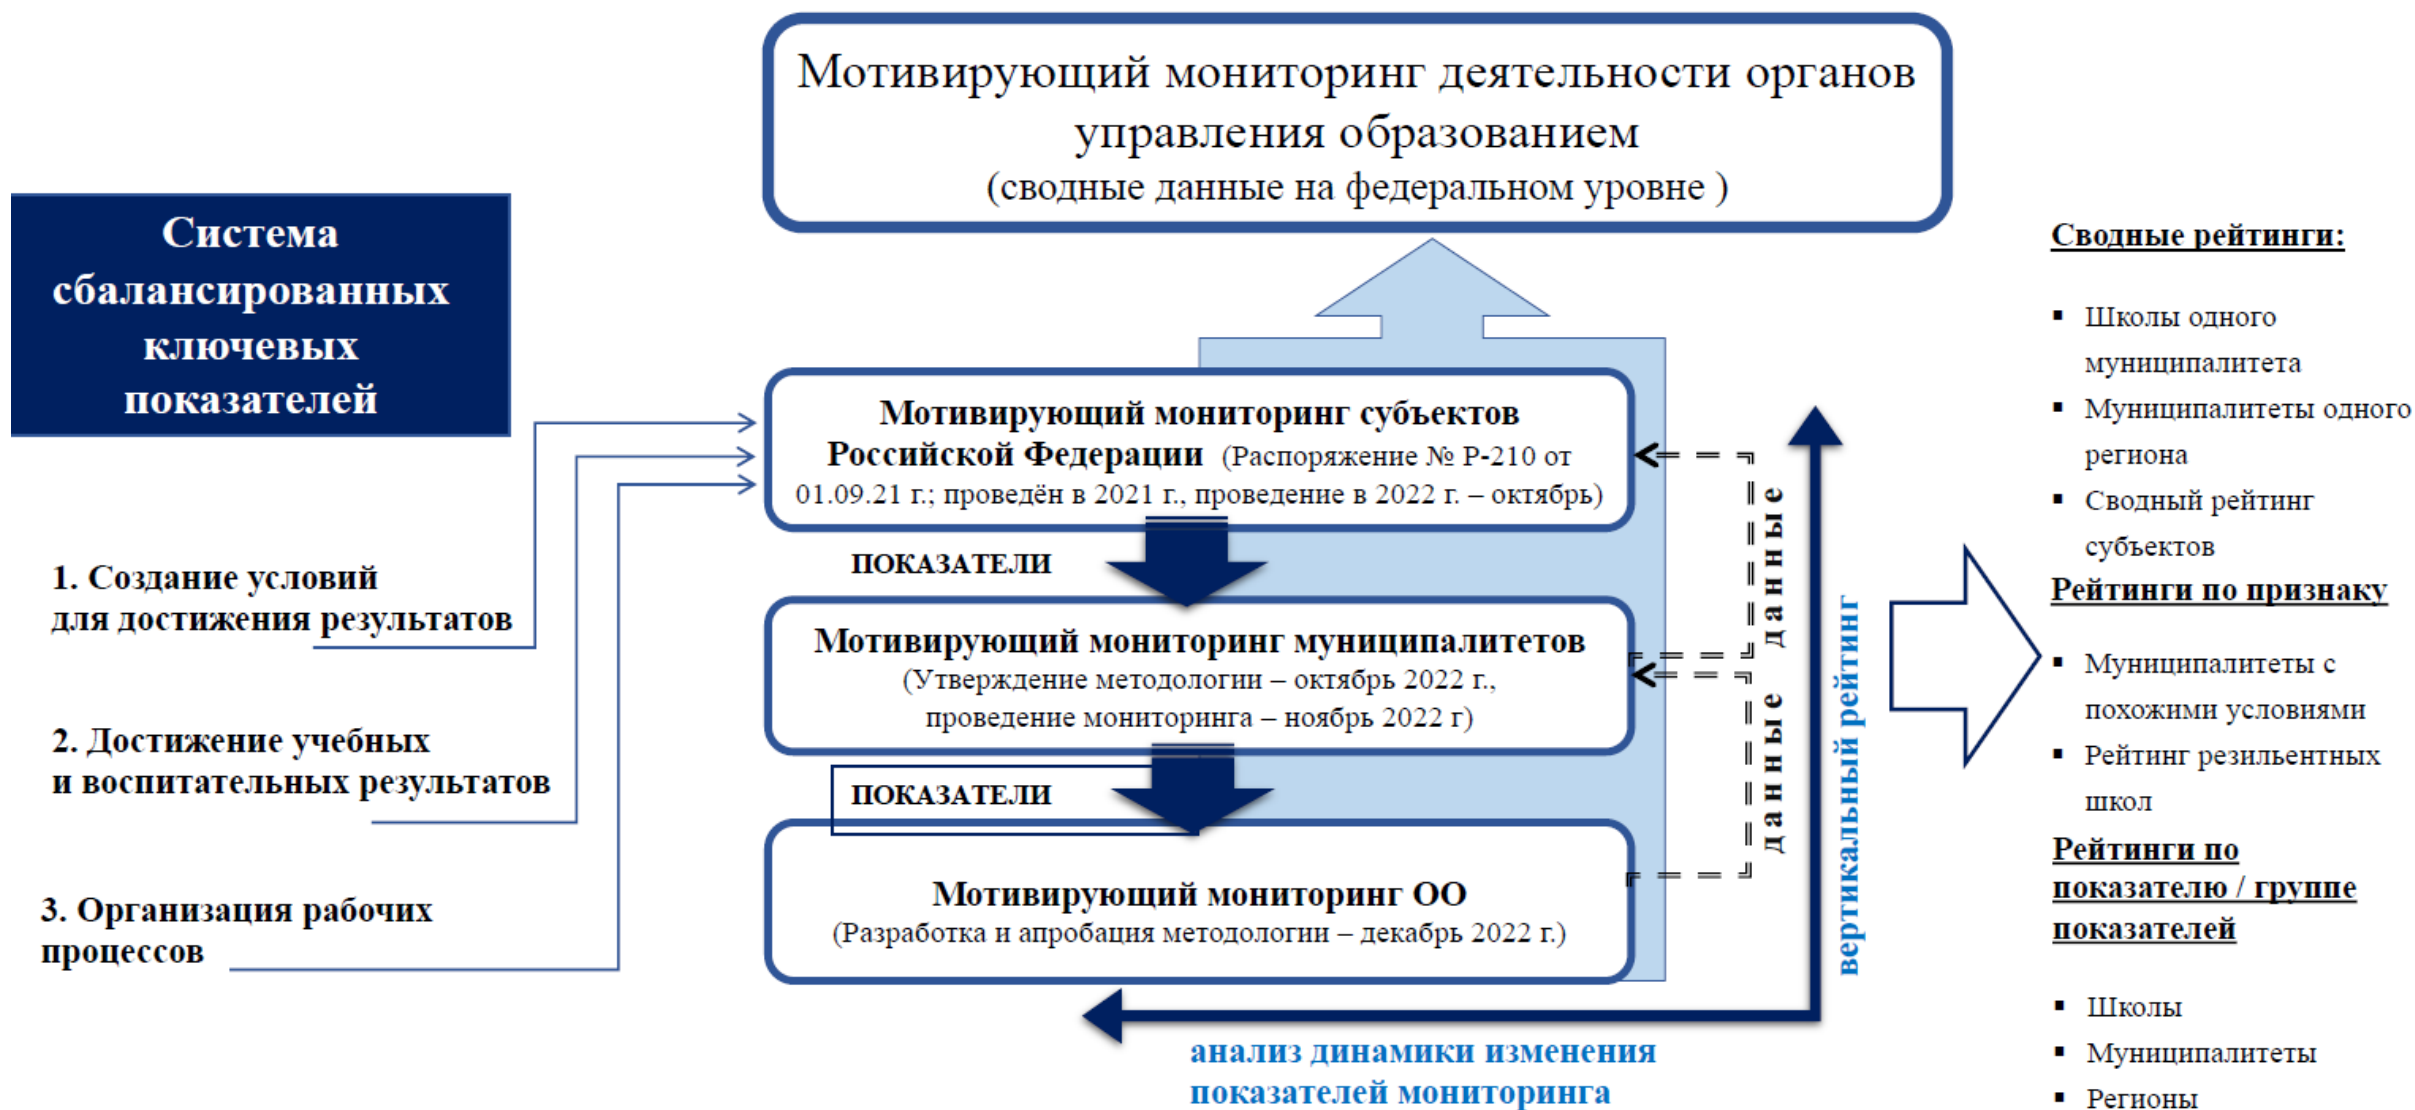 Мотивирующий мониторинг деятельности органов
управления образованием
(сводные данные на федеральном уровне )
Система
сбалансированных
ключевых
показателей
1. Создание условий
для достижения результатов
2. Достижение учебных
и воспитательных результатов
3. Организация рабочих
процессов
Мотивирующий мониторинг субъектов
Российской Федерации (Распоряжение № Р-210 от
01.09.21 г.; проведён в 2021 г., проведение в 2022 г. – октябрь)
ПОКАЗАТЕЛИ
Мотивирующий мониторинг муниципалитетов
(Утверждение методологии – октябрь 2022 г.,
проведение мониторинга – ноябрь 2022 г)
ПОКАЗАТЕЛИ
Мотивирующий мониторинг ОО
(Разработка и апробация методологии – декабрь 2022 г.)
данные
данные
вертикальный рейтинг
анализ динамики изменения
показателей мониторинга
Сводные рейтинги:
▪ Школы одного
муниципалитета
▪ Муниципалитеты одного
региона
▪ Сводный рейтинг
субъектов
Рейтинги по признаку
▪ Муниципалитеты с
похожими условиями
▪ Рейтинг резильентных
школ
Рейтинги по
показателю / группе
показателей
▪ Школы
▪ Муниципалитеты
▪ Регионы